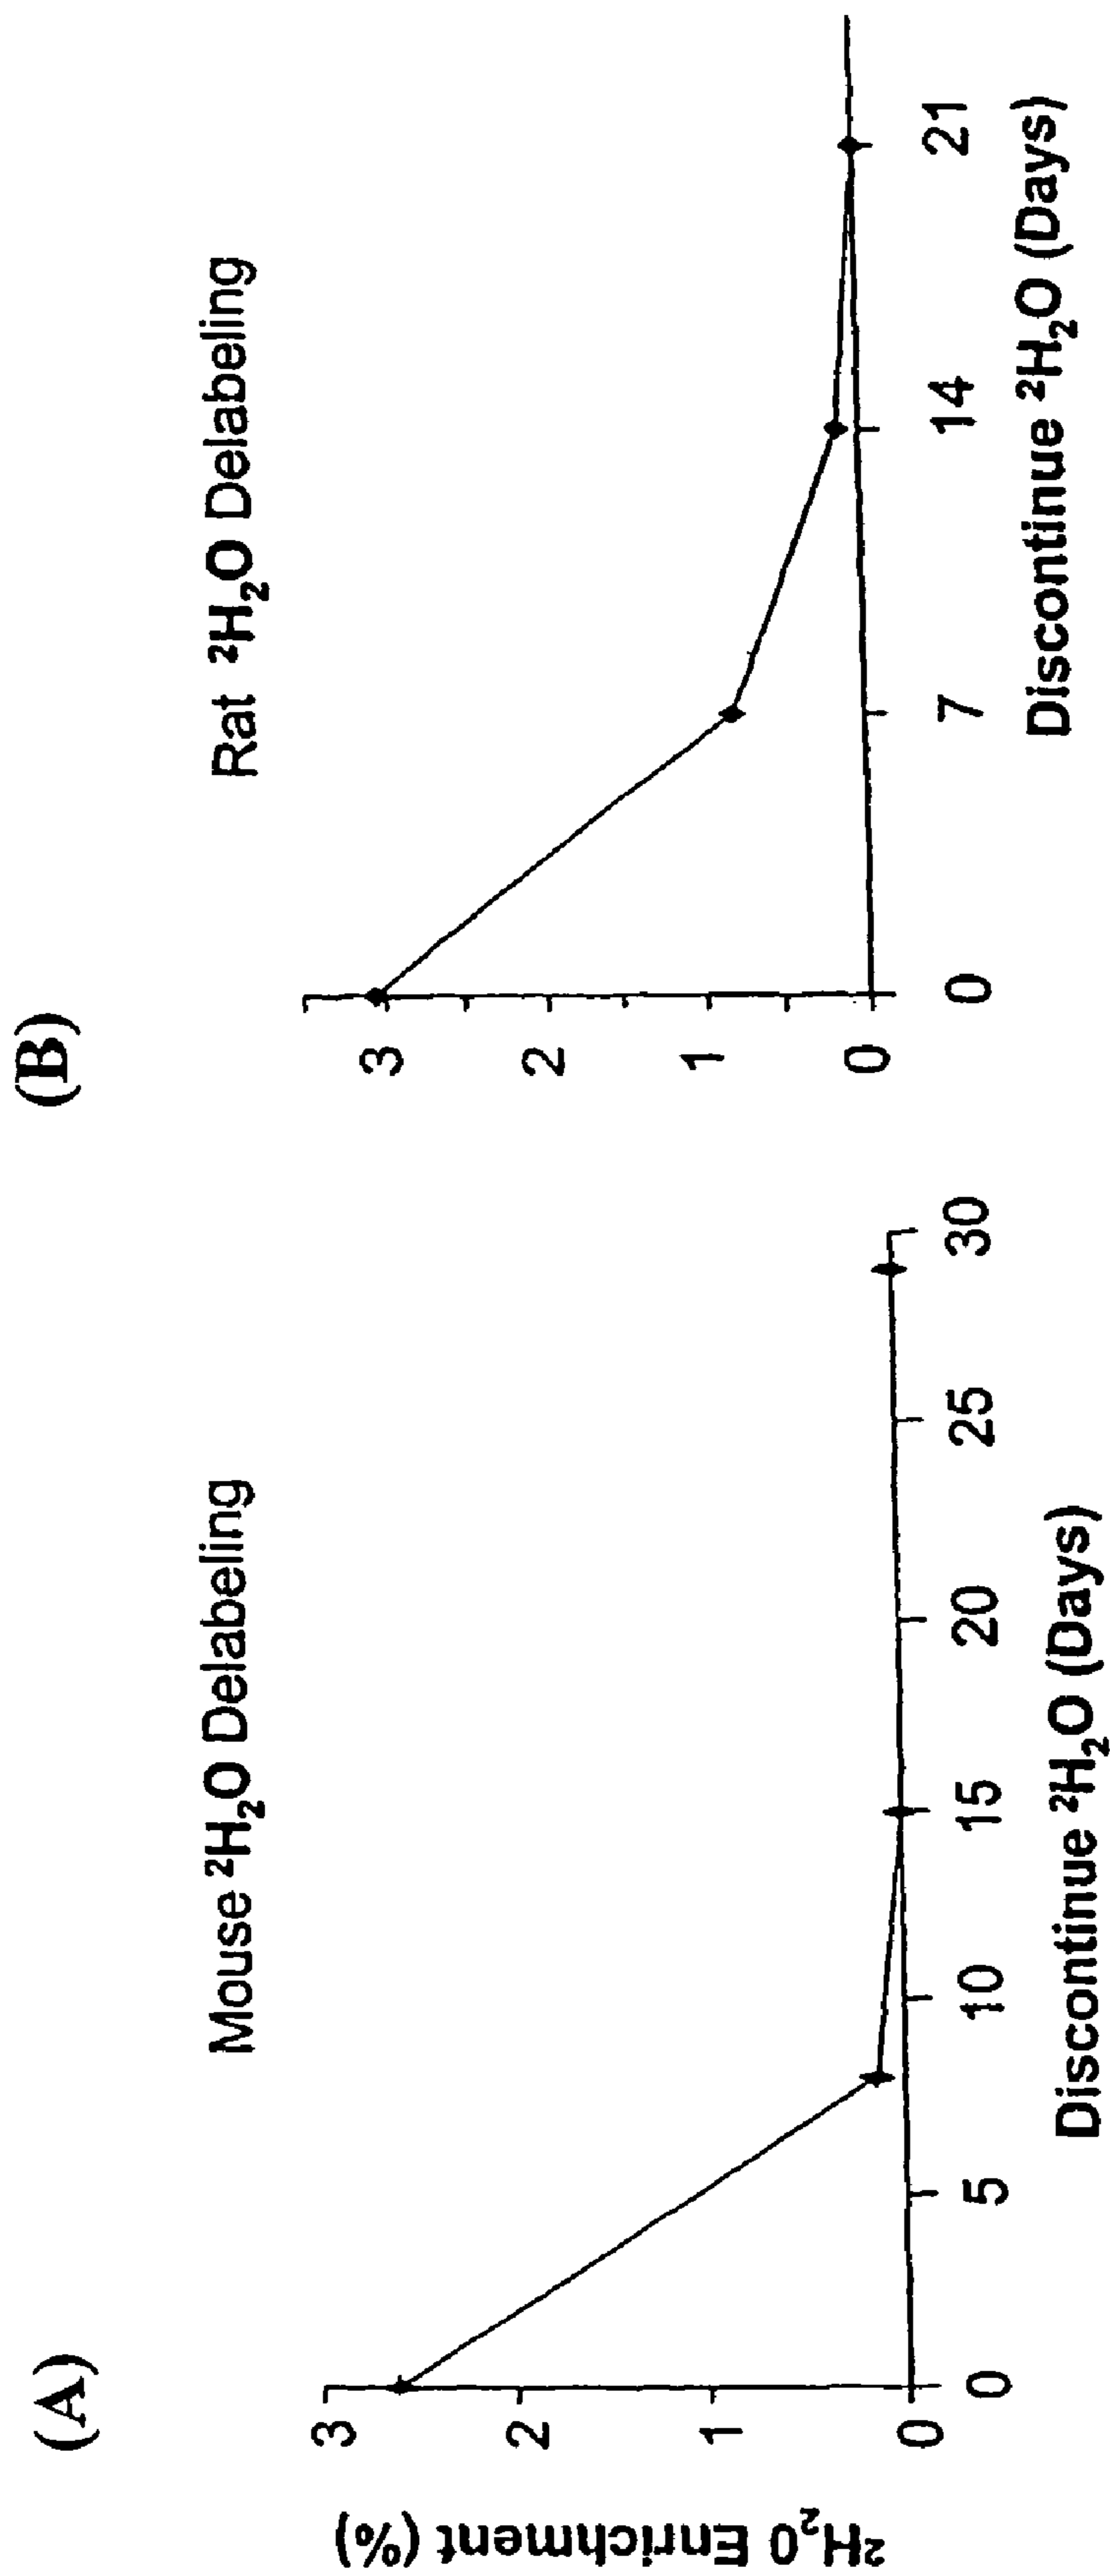 (A)
Mouse ²H₂O Delabeling
²H₂0 Enrichment (%)
3
2
1
0
0 5 10 15 20 25 30
Discontinue ²H₂O (Days)
(B)
Rat ²H₂O Delabeling
3
2
1
0
0 7 14 21
Discontinue ²H₂O (Days)